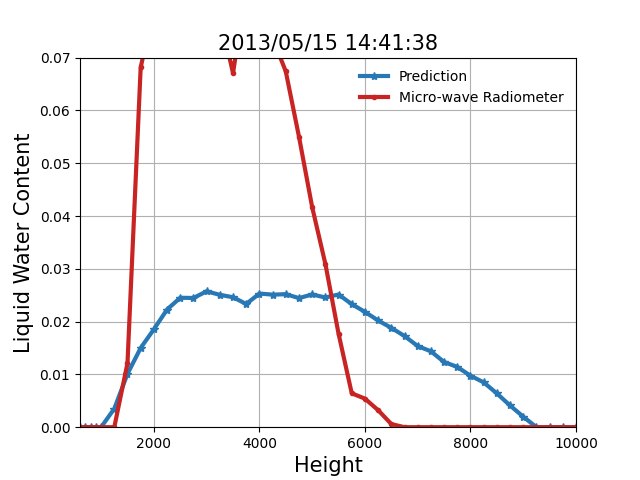 2013/05/15 14:41:38
Prediction
Micro-wave Radiometer
Liquid Water Content
0.07
0.06
0.05
0.04
0.03
0.02
0.01
0.00
2000 4000 6000 8000 10000
Height